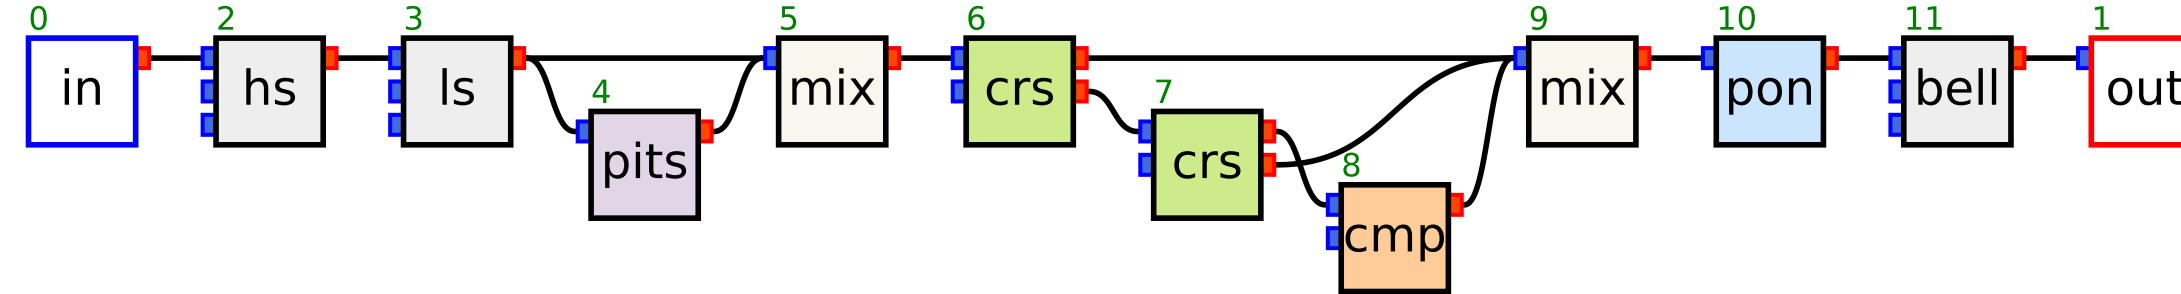 0 2 3 5 6 9 10 11 1
in hs ls mix crs mix pon bell out
4 7
pits crs
8
cmp